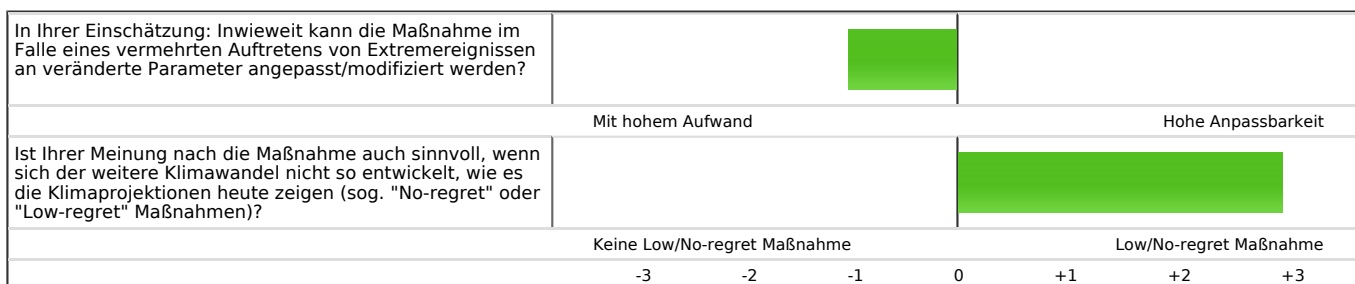 In Ihrer Einschätzung: Inwieweit kann die Maßnahme im
Falle eines vermehrten Auftretens von Extremereignissen
an veränderte Parameter angepasst/modifiziert werden?
Mit hohem Aufwand Hohe Anpassbarkeit
Ist Ihrer Meinung nach die Maßnahme auch sinnvoll, wenn
sich der weitere Klimawandel nicht so entwickelt, wie es
die Klimaprojektionen heute zeigen (sog. "No-regret" oder
"Low-regret" Maßnahmen)?
Keine Low/No-regret Maßnahme Low/No-regret Maßnahme
-3 -2 -1 0 +1 +2 +3